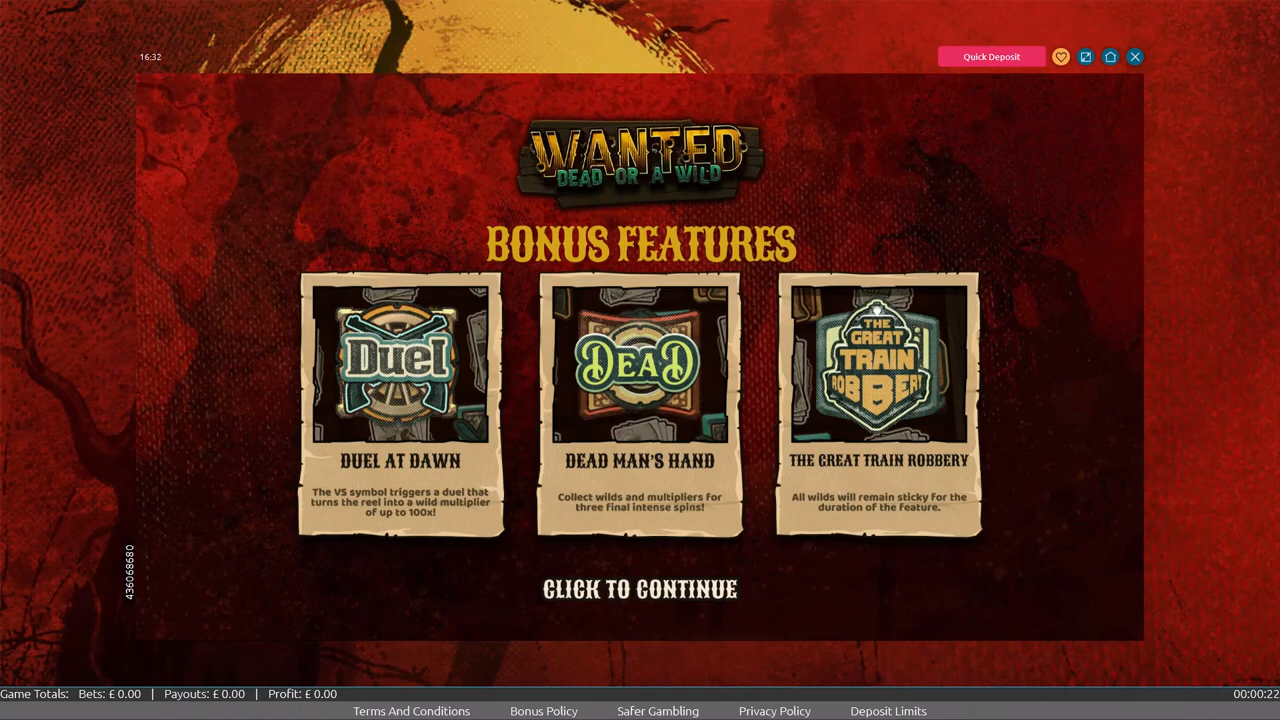 16:32
Quick Deposit
WANTED
DEAD OR A WILD
BONUS FEATURES
Duel
DEAD
THE
GREAT
TRAIN
ROBBERY
DUEL AT DAWN
The VS symbol triggers a duel that
turns the reel into a wild multiplier
of up to 100x!
DEAD MAN'S HAND
Collect wilds and multipliers for
three final intense spins!
THE GREAT TRAIN ROBBERY
All wilds will remain sticky for the
duration of the feature.
436068680
CLICK TO CONTINUE
Game Totals: Bets: £ 0.00 | Payouts: £ 0.00 | Profit: £ 0.00
00:00:22
Terms And Conditions Bonus Policy Safer Gambling Privacy Policy Deposit Limits